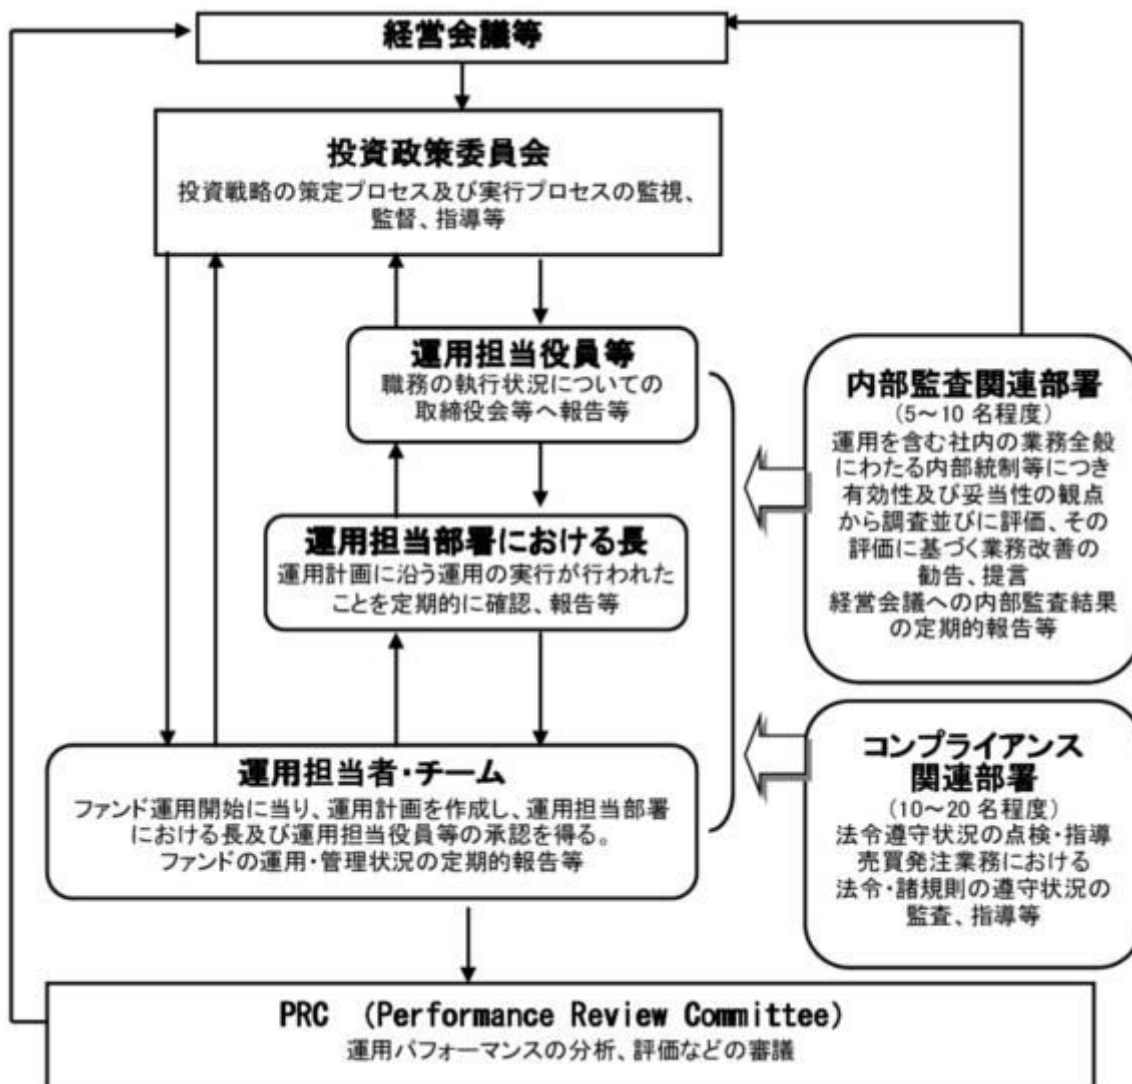 経営会議等
投資政策委員会
投資戦略の策定プロセス及び実行プロセスの監視、
監督、指導等
運用担当役員等
職務の執行状況についての
取締役会等へ報告等
運用担当部署における長
運用計画に沿う運用の実行が行われた
ことを定期的に確認、報告等
運用担当者・チーム
ファンド運用開始に当り、運用計画を作成し、運用担当部署
における長及び運用担当役員等の承認を得る。
ファンドの運用・管理状況の定期的報告等
内部監査関連部署
(5～10 名程度)
運用を含む社内の業務全般
にわたる内部統制等につき
有効性及び妥当性の観点
から調査並びに評価、その
評価に基づく業務改善の
勧告、提言
経営会議への内部監査結果
の定期的報告等
コンプライアンス
関連部署
(10～20 名程度)
法令遵守状況の点検・指導
売買発注業務における
法令・諸規則の遵守状況の
監査、指導等
PRC （Performance Review Committee）
運用パフォーマンスの分析、評価などの審議